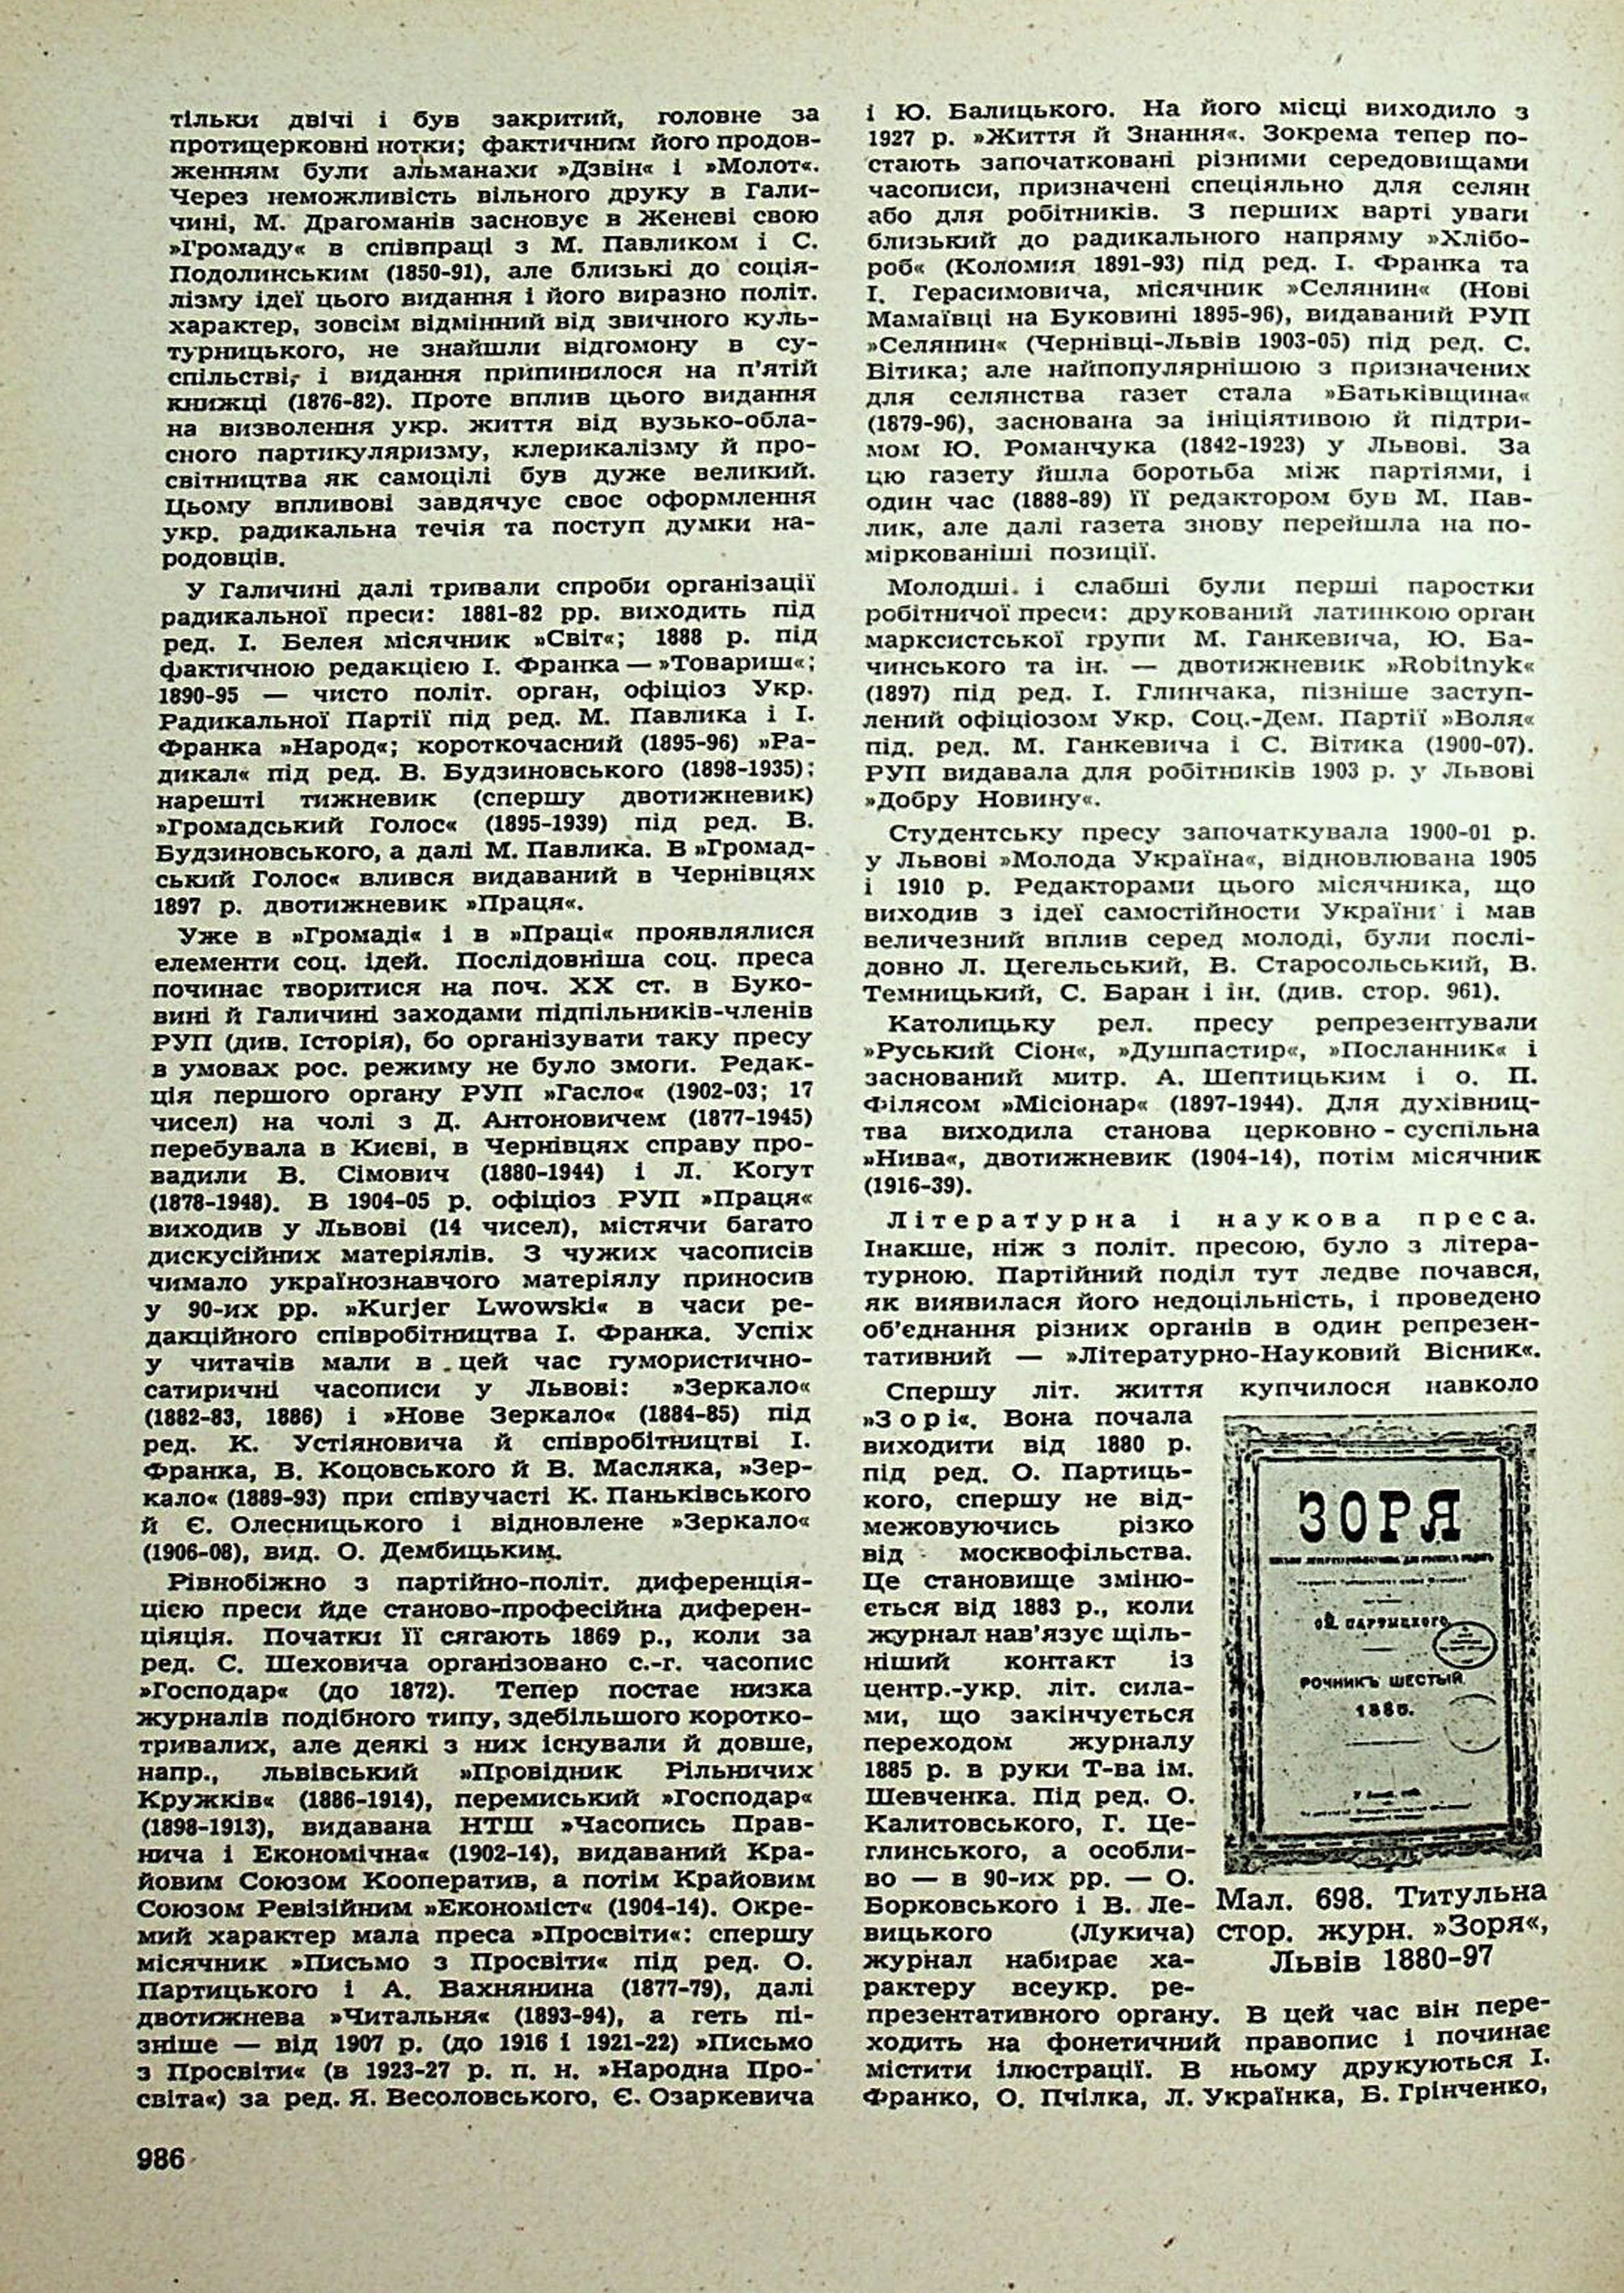 тільки двічі і був закритий, головне за
протицерковні нотки; фактичним його продов-
женням були альманахи »Дзвін« і »Молот«.
Через неможливість вільного друку в Гали-
чині, М. Драгоманів засновує в Женеві свою
»Громаду« в співпраці з М. Павликом і С.
Подолинським (1850-91), але близькі до соція-
лізму ідеї цього видання і його виразно політ.
характер, зовсім відмінний від звичного куль-
турницького, не знайшли відгомону в су-
спільстві, і видання припинилося на п'ятій
книжці (1876-82). Проте вплив цього видання
на визволення укр. життя від вузько-обла-
сного партикуляризму, клерикалізму й про-
світництва як самоцілі був дуже великий.
Цьому впливові завдячує своє оформлення
укр. радикальна течія та поступ думки на-
родовців.
У Галичині далі тривали спроби організації
радикальної преси: 1881-82 рр. виходить під
ред. І. Белея місячник »Світ«; 1888 р. під
фактичною редакцією І. Франка — »Товариш«;
1890-95 — чисто політ. орган, офіціоз Укр.
Радикальної Партії під ред. М. Павлика і І.
Франка »Народ«; короткочасний (1895-96) »Ра-
дикал« під ред. В. Будзиновського (1898-1935);
нарешті тижневик (спершу двотижневик)
»Громадський Голос« (1895-1939) під ред. В.
Будзиновського, а далі М. Павлика. В »Громад-
ський Голос« влився видаваний в Чернівцях
1897 р. двотижневик »Праця«.
Уже в »Громаді« і в »Праці« проявлялися
елементи соц. ідей. Послідовніша соц. преса
починає творитися на поч. XX ст. в Буко-
вині й Галичині заходами підпільників-членів
РУП (див. Історія), бо організувати таку пресу
в умовах рос. режиму не було змоги. Редак-
ція першого органу РУП »Гасло« (1902-03; 17
чисел) на чолі з Д. Антоновичем (1877-1945)
перебувала в Києві, в Чернівцях справу про-
вадили В. Сімович (1880-1944) і Л. Когут
(1878-1948). В 1904-05 р. офіціоз РУП »Праця«
виходив у Львові (14 чисел), містячи багато
дискусійних матеріялів. З чужих часописів
чимало українознавчого матеріялу приносив
у 90-их рр. »Kurjer Lwowski« в часи ре-
дакційного співробітництва І. Франка. Успіх
у читачів мали в цей час гумористично-
сатиричні часописи у Львові: »Зеркало«
(1882-83, 1886) і »Нове Зеркало« (1884-85) під
ред. К. Устіяновича й співробітництві І.
Франка, В. Коцовського й В. Масляка, »Зер-
кало« (1889-93) при співучасті К. Паньківського
й Є. Олесницького і відновлене »Зеркало«
(1906-08), вид. О. Дембицьким.
Рівнобіжно з партійно-політ. диференція-
цією преси йде станово-професійна диферен-
ціяція. Початки її сягають 1869 р., коли за
ред. С. Шеховича організовано с.-г. часопис
»Господар« (до 1872). Тепер постає низка
журналів подібного типу, здебільшого коротко-
тривалих, але деякі з них існували й довше,
напр., львівський »Провідник Рільничих
Кружків« (1886-1914), перемиський »Господар«
(1898-1913), видавана НТШ »Часопись Прав-
нича і Економічна« (1902-14), видаваний Кра-
йовим Союзом Кооператив, а потім Крайовим
Союзом Ревізійним »Економіст« (1904-14). Окре-
мий характер мала преса »Просвіти«: спершу
місячник »Письмо з Просвіти« під ред. О.
Партицького і А. Вахнянина (1877-79), далі
двотижнева »Читальня« (1893-94), а геть пі-
зніше — від 1907 р. (до 1916 і 1921-22) »Письмо
з Просвіти« (в 1923-27 р. п. н. »Народна Про-
світа«) за ред. Я. Весоловського, Є. Озаркевича
986
і Ю. Балицького. На його місці виходило з
1927 р. »Життя й Знання«. Зокрема тепер по-
стають започатковані різними середовищами
часописи, призначені спеціяльно для селян
або для робітників. З перших варті уваги
близький до радикального напряму »Хлібо-
роб« (Коломия 1891-93) під ред. І. Франка та
І. Герасимовича, місячник »Селянин« (Нові
Мамаївці на Буковині 1895-96), видаваний РУП
»Селянин« (Чернівці-Львів 1903-05) під ред. С.
Вітика; але найпопулярнішою з призначених
для селянства газет стала »Батьківщина«
(1879-96), заснована за ініціятивою й підтри-
мом Ю. Романчука (1842-1923) у Львові. За
цю газету йшла боротьба між партіями, і
один час (1888-89) її редактором був М. Пав-
лик, але далі газета знову перейшла на по-
міркованіші позиції.
Молодші і слабші були перші паростки
робітничої преси: друкований латинкою орган
марксистської групи М. Ганкевича, Ю. Ба-
чинського та ін. — двотижневик »Robitnyk«
(1897) під ред. І. Глинчака, пізніше заступ-
лений офіціозом Укр. Соц.-Дем. Партії »Воля«
під. ред. М. Ганкевича і С. Вітика (1900-07).
РУП видавала для робітників 1903 р. у Львові
»Добру Новину«.
Студентську пресу започаткувала 1900-01 р.
у Львові »Молода Україна«, відновлювана 1905
і 1910 р. Редакторами цього місячника, що
виходив з ідеї самостійности України і мав
величезний вплив серед молоді, були послі-
довно Л. Цегельський, В. Старосольський, В.
Темницький, С. Баран і ін. (див. стор. 961).
Католицьку рел. пресу репрезентували
»Руський Сіон«, »Душпастир«, »Посланник« і
заснований митр. А. Шептицьким і о. П.
Філясом »Місіонар« (1897-1944). Для духівниц-
тва виходила станова церковно-суспільна
»Нива«, двотижневик (1904-14), потім місячник
(1916-39).
Літературна і наукова преса.
Інакше, ніж з політ. пресою, було з літера-
турною. Партійний поділ тут ледве почався,
як виявилася його недоцільність, і проведено
об'єднання різних органів в один репрезен-
тативний — »Літературно-Науковий Вісник«.
Спершу літ. життя купчилося навколо
»Зорі«. Вона почала
виходити від 1880 р.
під ред. О. Партиць-
кого, спершу не від-
межовуючись різко
від москвофільства.
Це становище зміню-
ється від 1883 р., коли
журнал нав'язує щіль-
ніший контакт із
центр.-укр. літ. сила-
ми, що закінчується
переходом журналу
1885 р. в руки Т-ва ім.
Шевченка. Під ред. О.
Калитовського, Г. Це-
глинського, а особли-
во — в 90-их рр. — О.
Борковського і В. Ле-
вицького (Лукича)
журнал набирає ха-
рактеру всеукр. ре-
презентативного органу. В цей час він пере-
ходить на фонетичний правопис і починає
містити ілюстрації. В ньому друкуються І.
Франко, О. Пчілка, Л. Українка, Б. Грінченко,
ЗОРЯ
РОЧНИКЪ ШЕСТЫЙ
Мал. 698. Титульна
стор. журн. »Зоря«,
Львів 1880-97